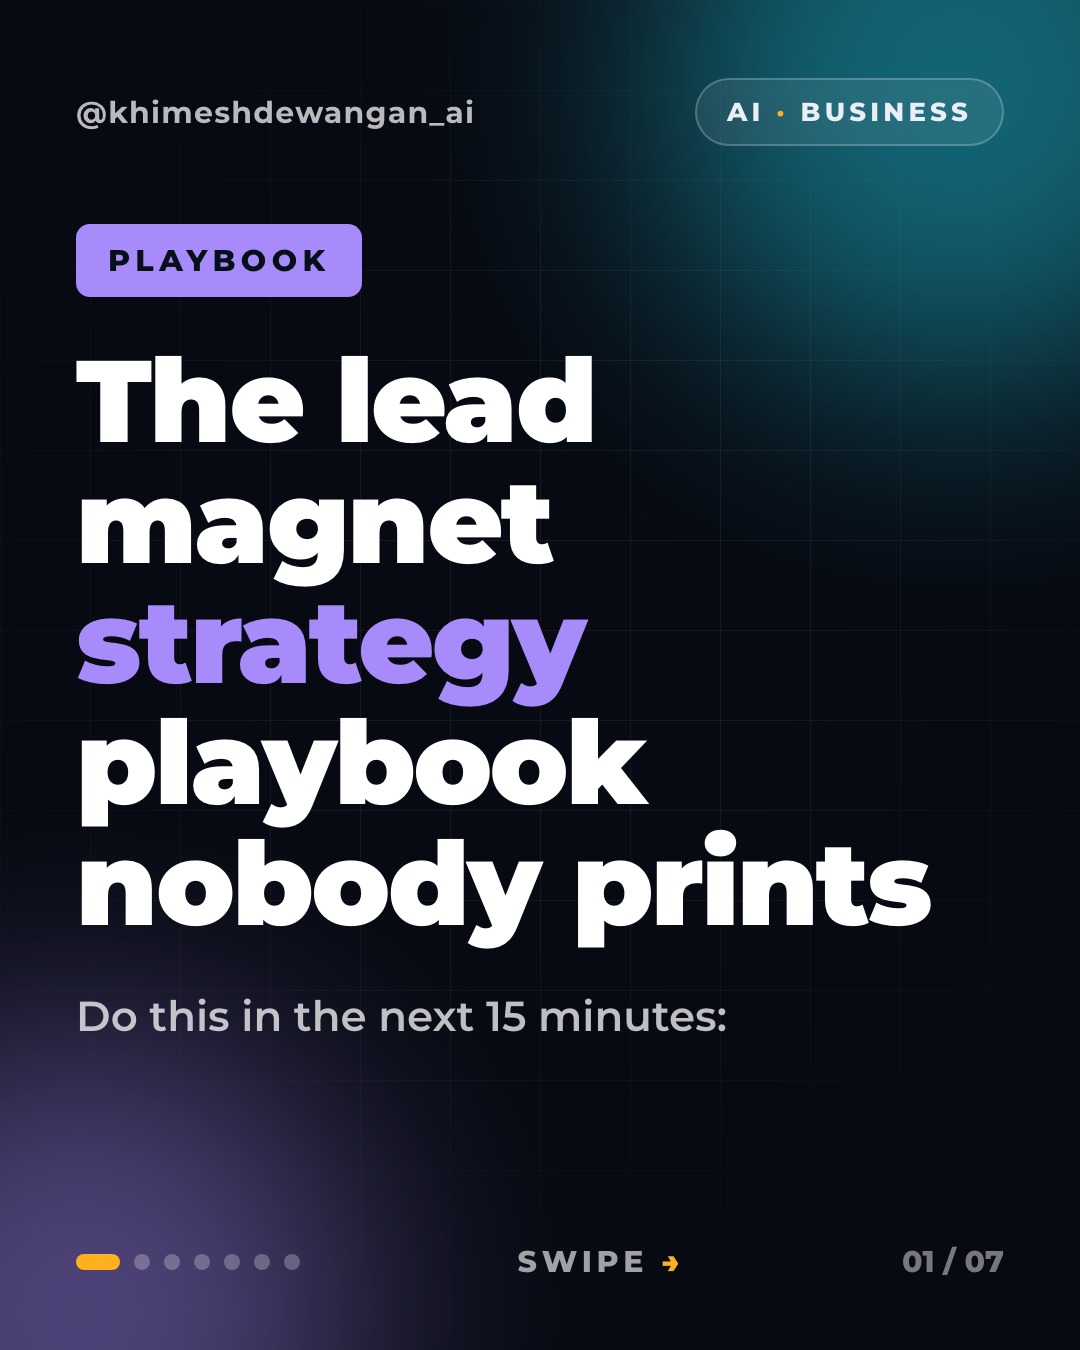 @khimeshdewangan_ai
AI · BUSINESS
PLAYBOOK
The lead
magnet
strategy
playbook
nobody prints
Do this in the next 15 minutes:
SWIPE →
01 / 07